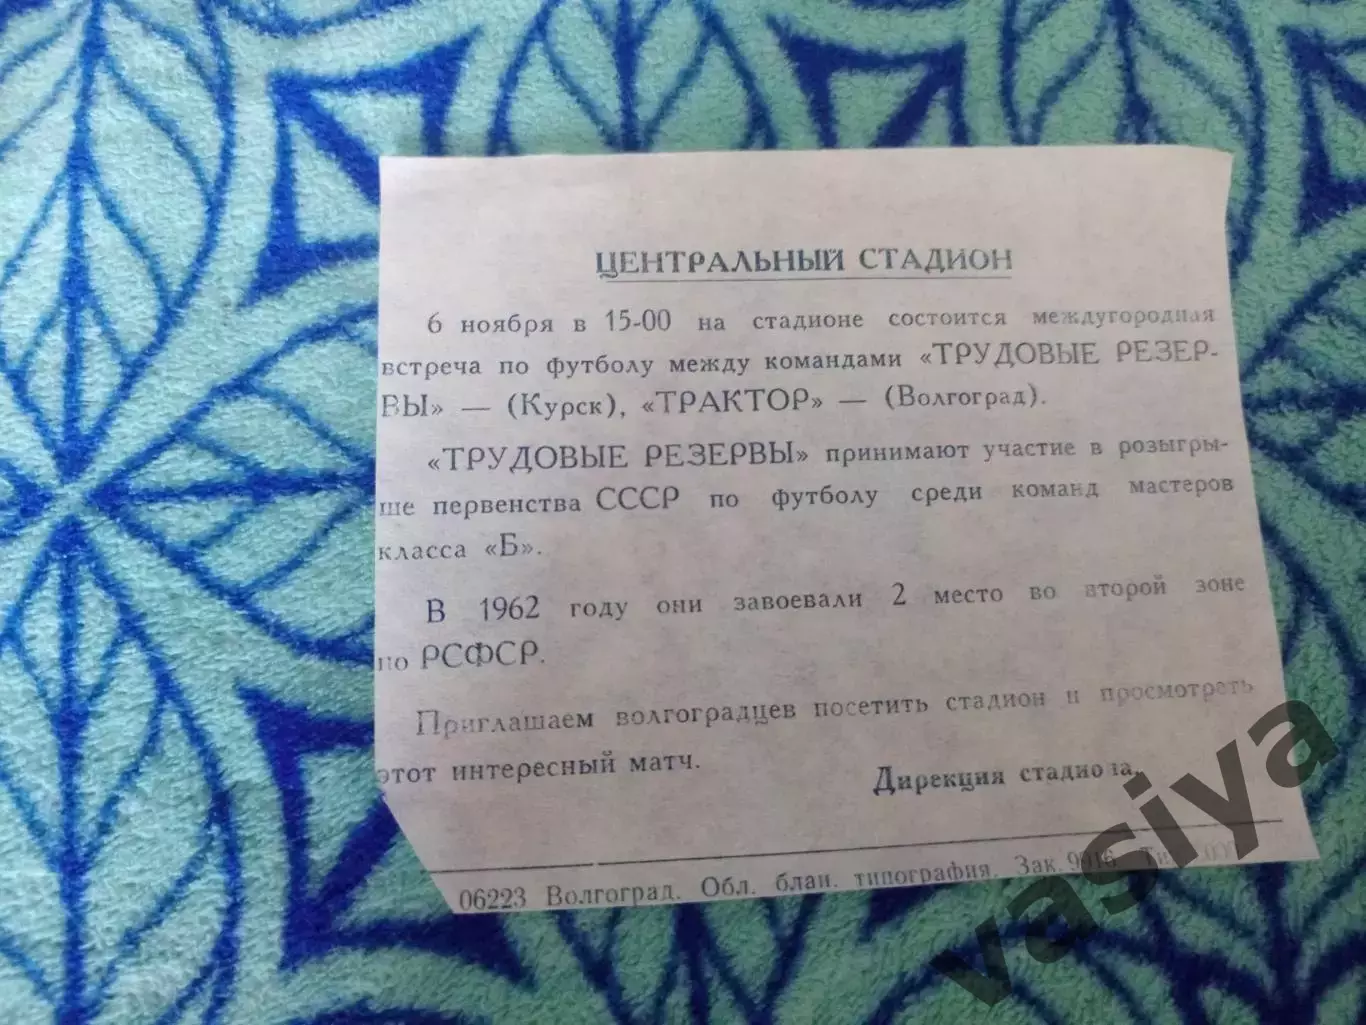 ЦЕНТРАЛЬНЫЙ СТАДИОН
6 ноября в 15-00 на стадионе состоится междугородная
встреча по футболу между командами «ТРУДОВЫЕ РЕЗЕР-
ВЫ» — (Курск), «ТРАКТОР» — (Волгоград).
«ТРУДОВЫЕ РЕЗЕРВЫ» принимают участие в розыгры-
ше первенства СССР по футболу среди команд мастеров
класса «Б».
В 1962 году они завоевали 2 место во второй зоне
по РСФСР.
Приглашаем волгоградцев посетить стадион и просмотреть
этот интересный матч.
Дирекция стадиона.
06223 Волгоград. Обл. блан. типография. Зак. 9016.
vasiya